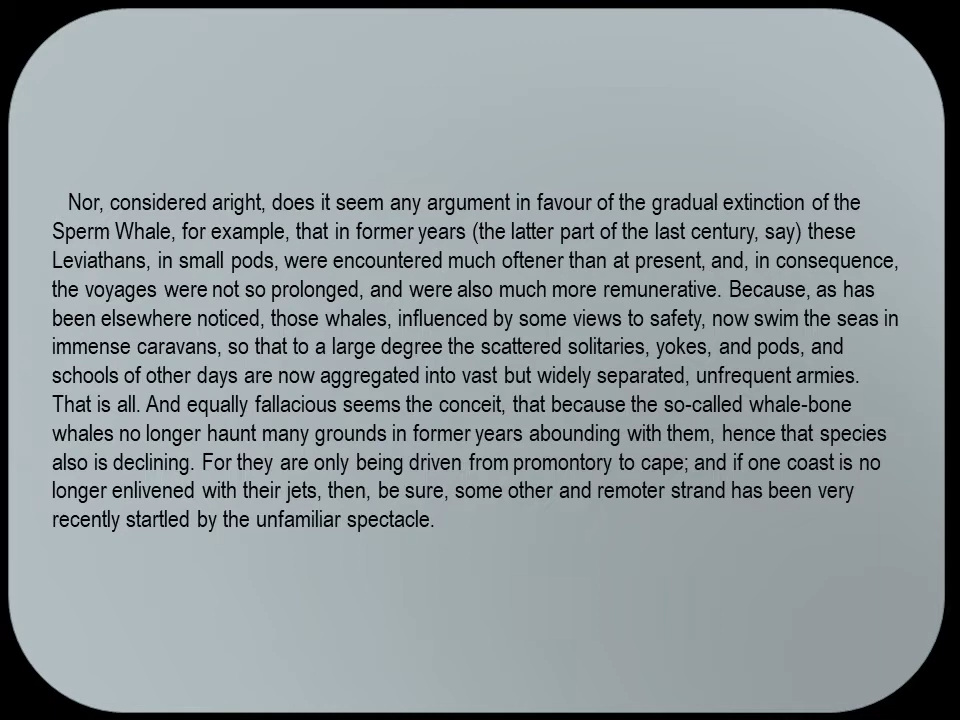 Nor, considered aright, does it seem any argument in favour of the gradual extinction of the
Sperm Whale, for example, that in former years (the latter part of the last century, say) these
Leviathans, in small pods, were encountered much oftener than at present, and, in consequence,
the voyages were not so prolonged, and were also much more remunerative. Because, as has
been elsewhere noticed, those whales, influenced by some views to safety, now swim the seas in
immense caravans, so that to a large degree the scattered solitaries, yokes, and pods, and
schools of other days are now aggregated into vast but widely separated, unfrequent armies.
That is all. And equally fallacious seems the conceit, that because the so-called whale-bone
whales no longer haunt many grounds in former years abounding with them, hence that species
also is declining. For they are only being driven from promontory to cape; and if one coast is no
longer enlivened with their jets, then, be sure, some other and remoter strand has been very
recently startled by the unfamiliar spectacle.